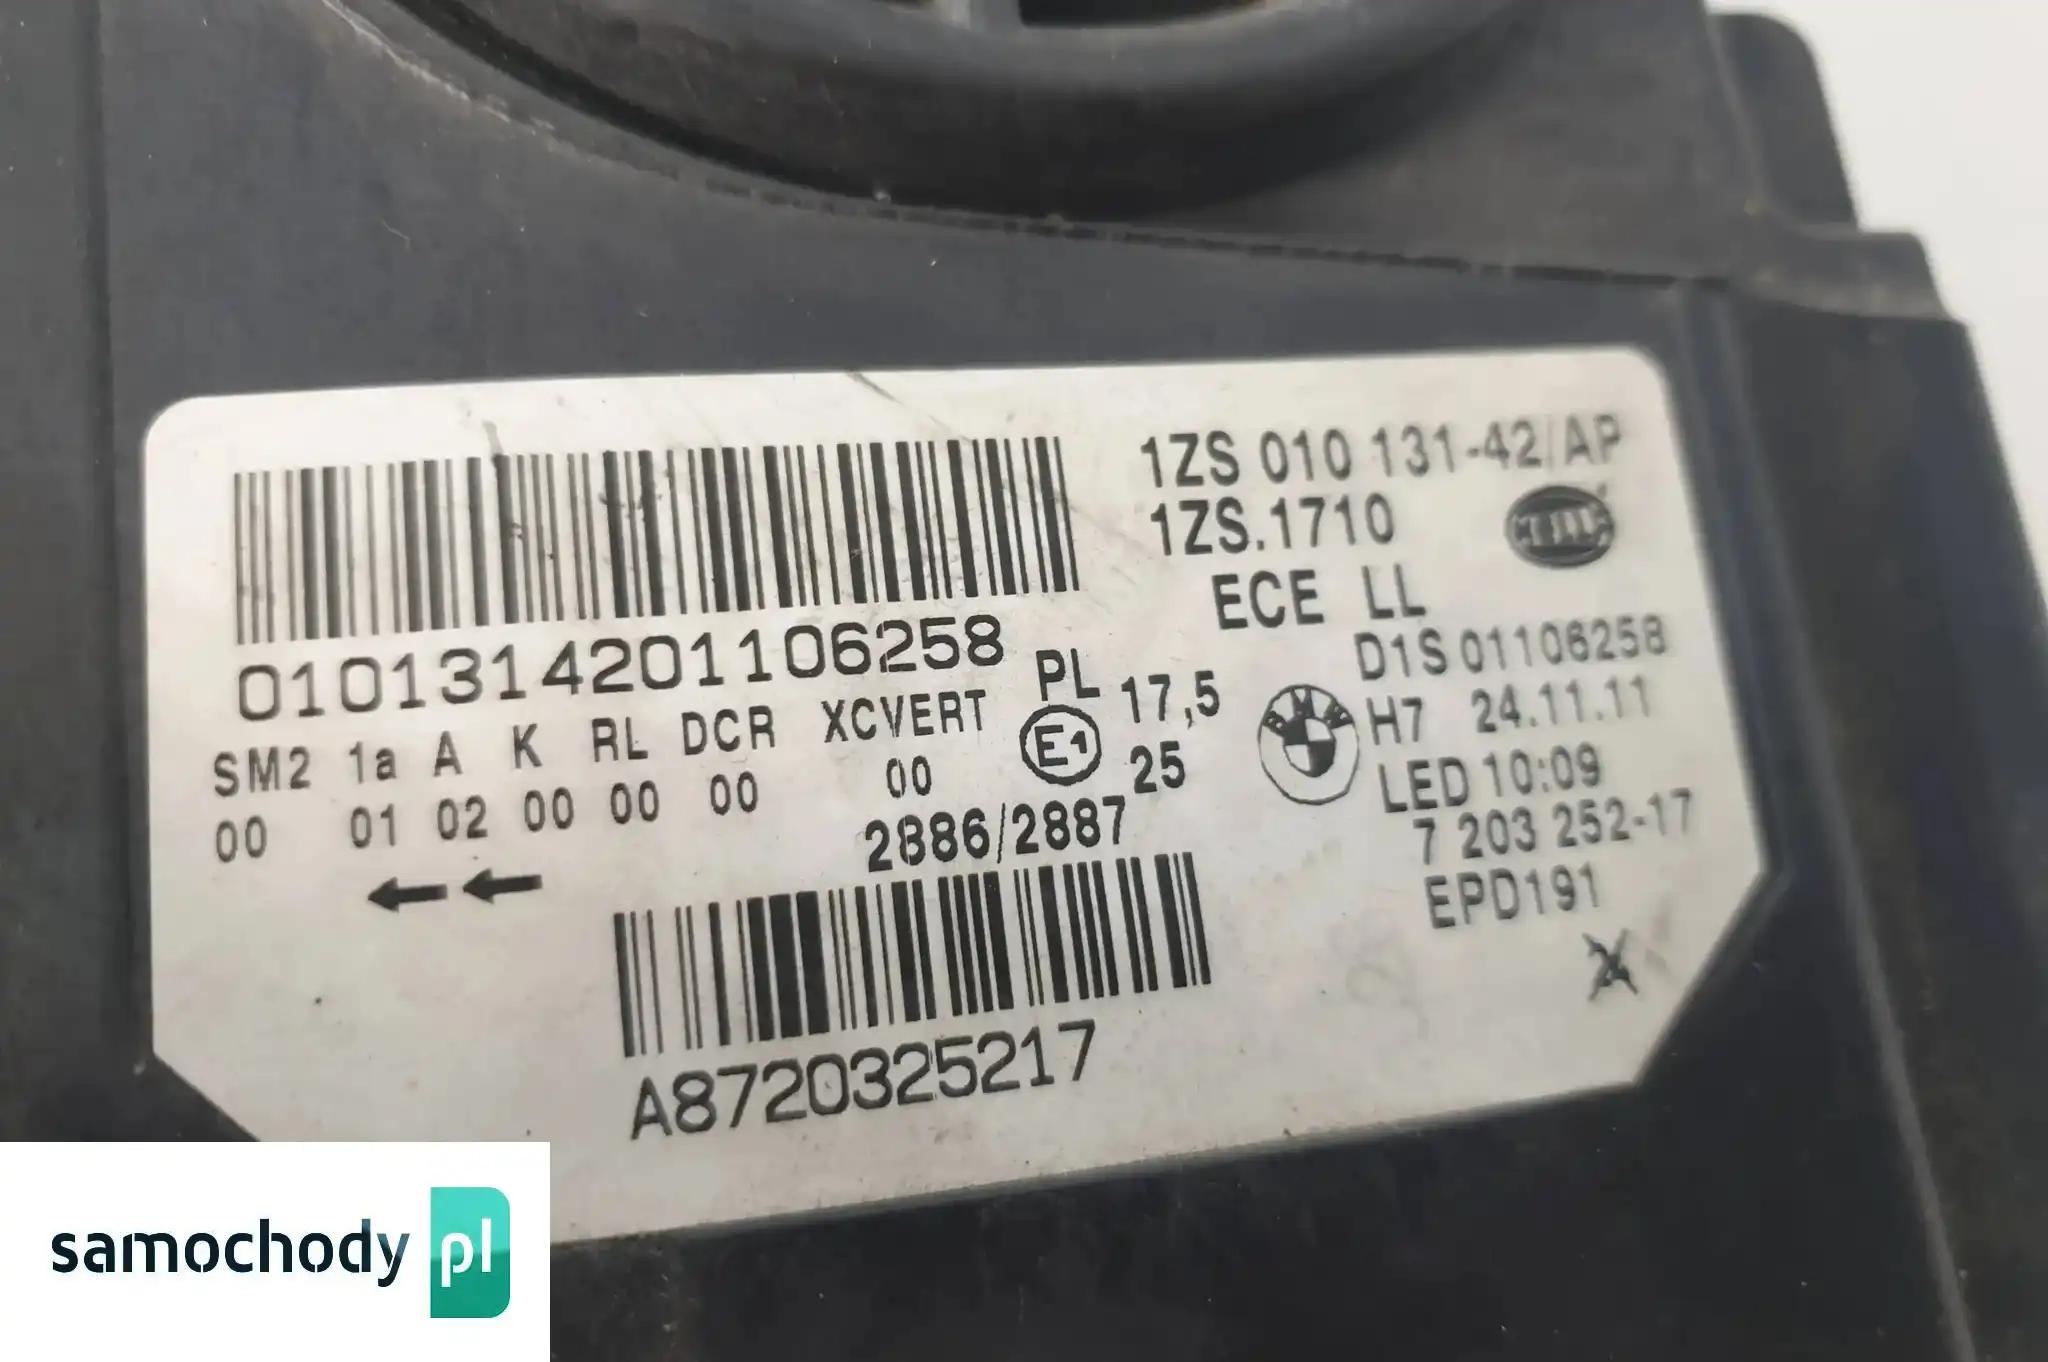 1ZS 010 131-42/AP
1ZS.1710
HELLA
ECE LL
0101314201106258
D1S 01106258
SM2 1a A K RL DCR XCVERT
00 01 02 00 00 00 00
PL
E1
17,5
25
BMW
H7 24.11.11
LED 10:09
2886/2887
7 203 252-17
EPD191
A8720325217
samochody pl